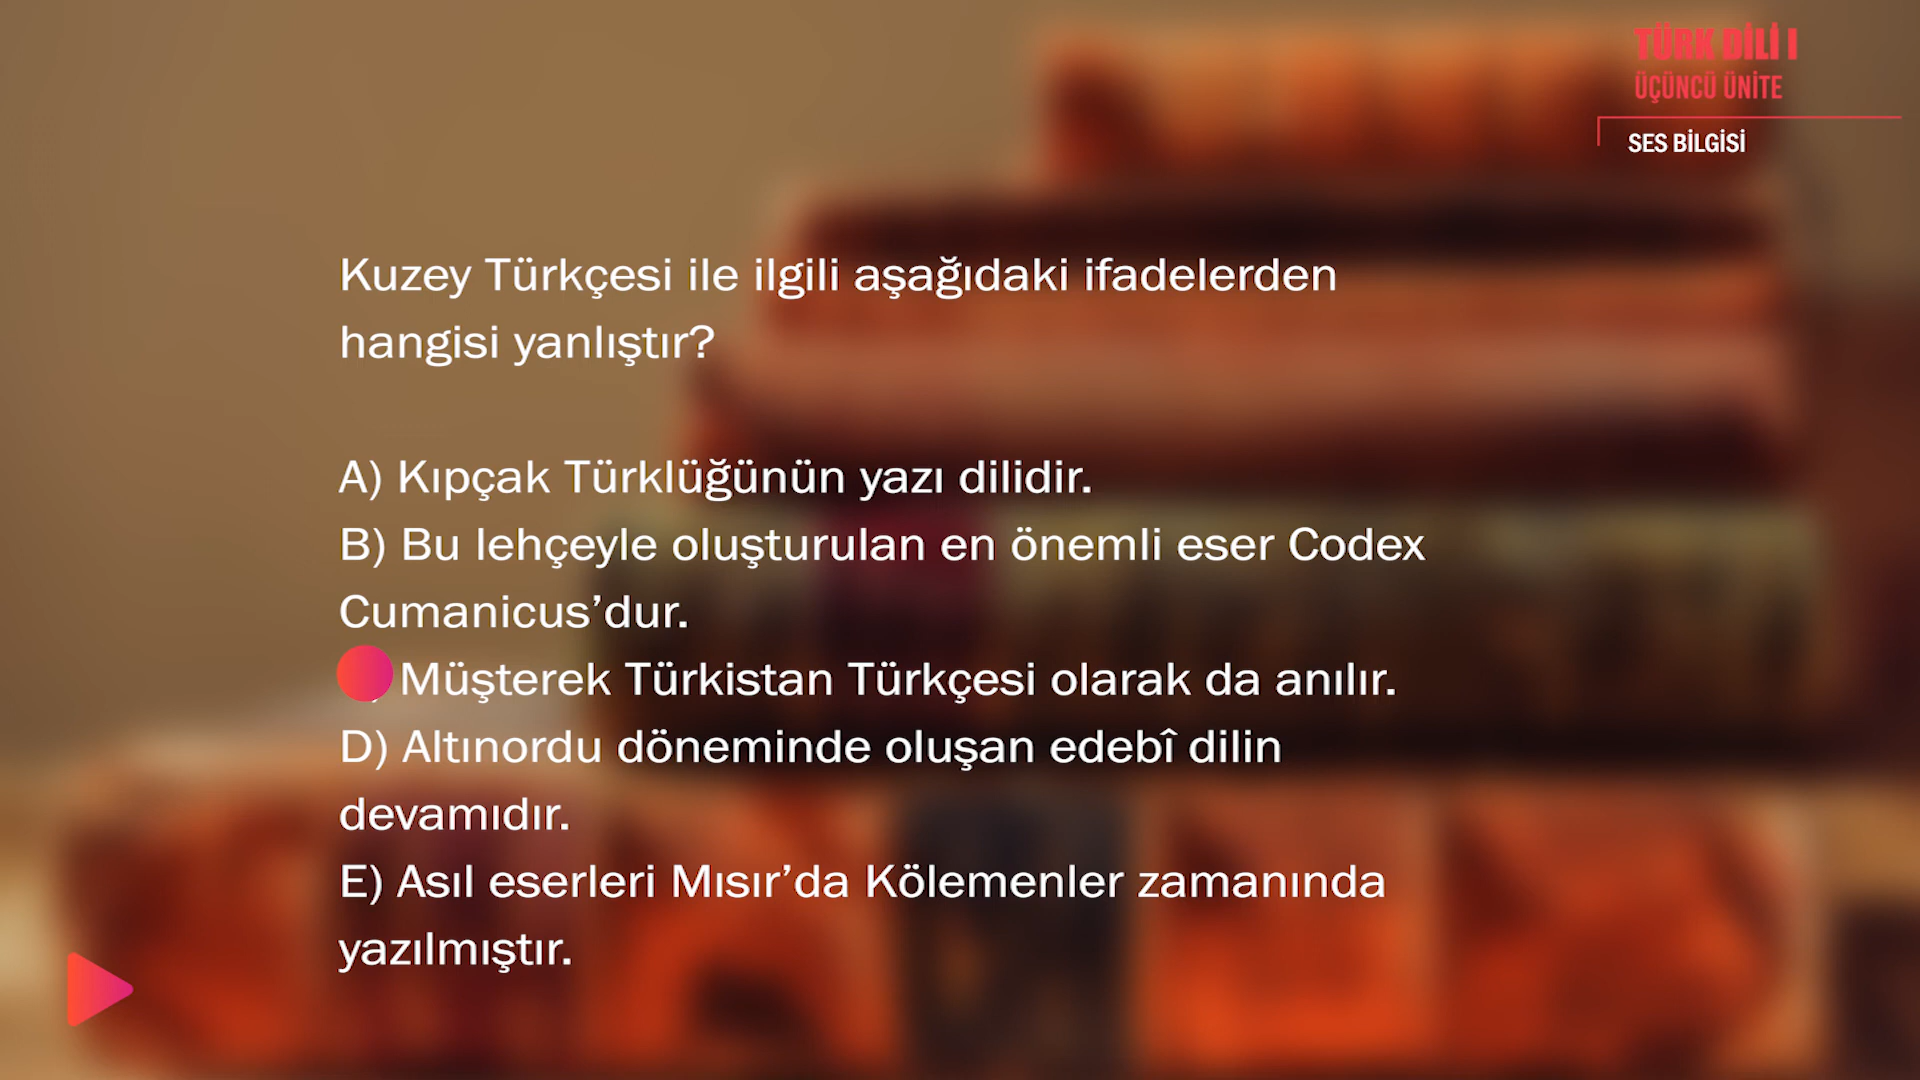 TÜRK DİLİ I
ÜÇÜNCÜ ÜNİTE
SES BİLGİSİ
Kuzey Türkçesi ile ilgili aşağıdaki ifadelerden
hangisi yanlıştır?
A) Kıpçak Türklüğünün yazı dilidir.
B) Bu lehçeyle oluşturulan en önemli eser Codex
Cumanicus’dur.
Müşterek Türkistan Türkçesi olarak da anılır.
D) Altınordu döneminde oluşan edebî dilin
devamıdır.
E) Asıl eserleri Mısır’da Kölemenler zamanında
yazılmıştır.